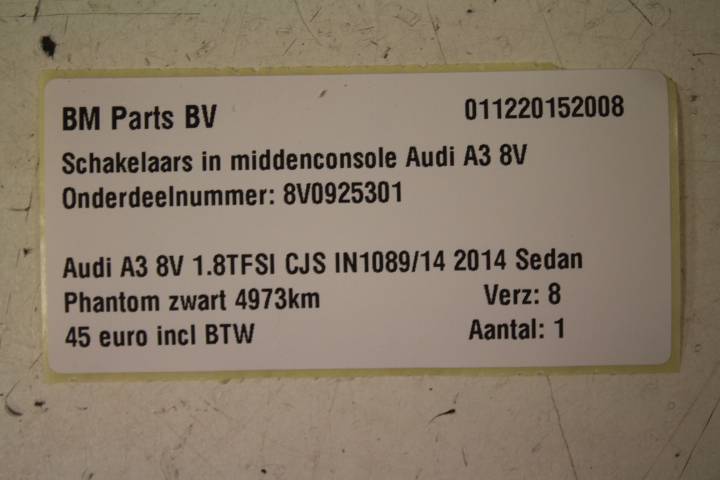 BM Parts BV 011220152008
Schakelaars in middenconsole Audi A3 8V
Onderdeelnummer: 8V0925301
Audi A3 8V 1.8TFSI CJS IN1089/14 2014 Sedan
Phantom zwart 4973km Verz: 8
45 euro incl BTW Aantal: 1